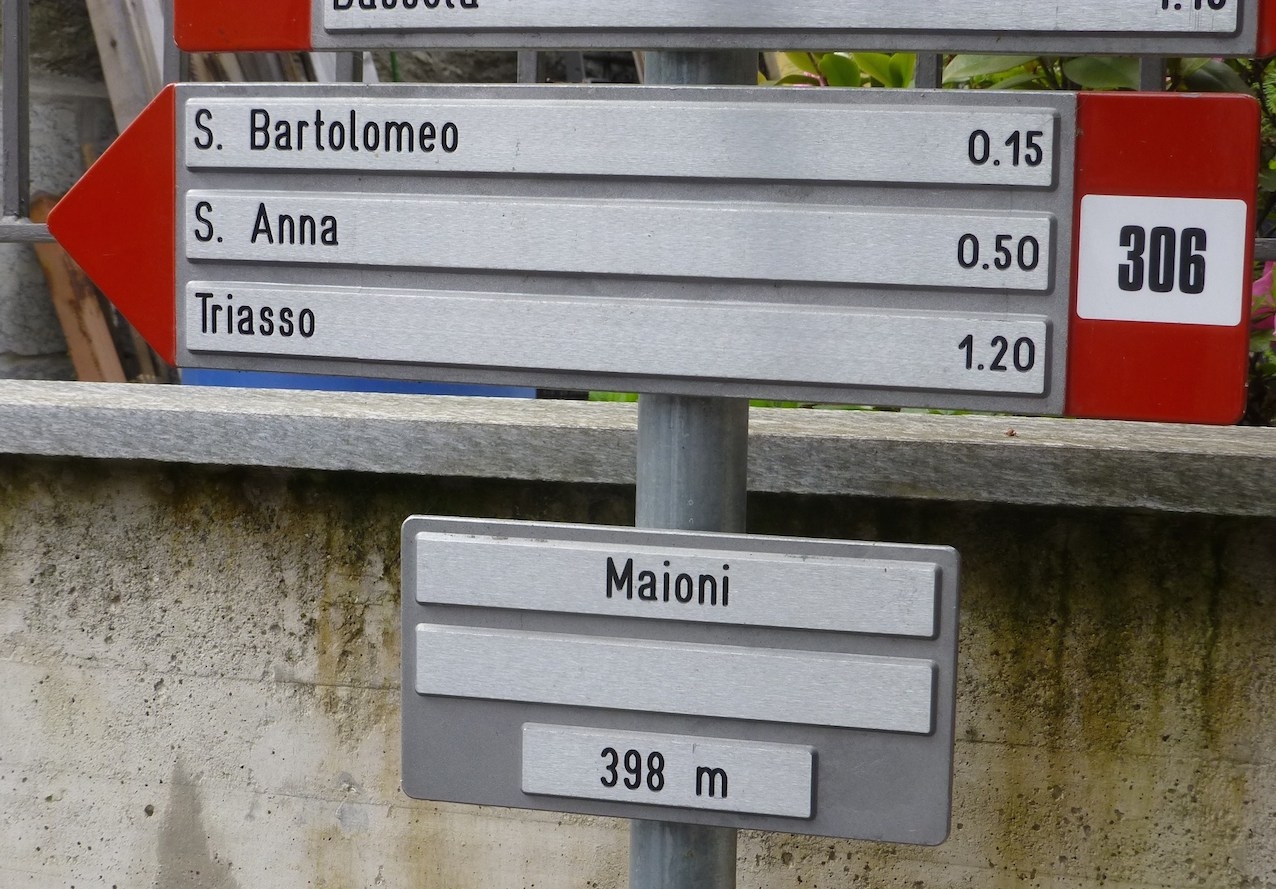 S. Bartolomeo 0.15
S. Anna 0.50
Triasso 1.20
306
Maioni
398 m